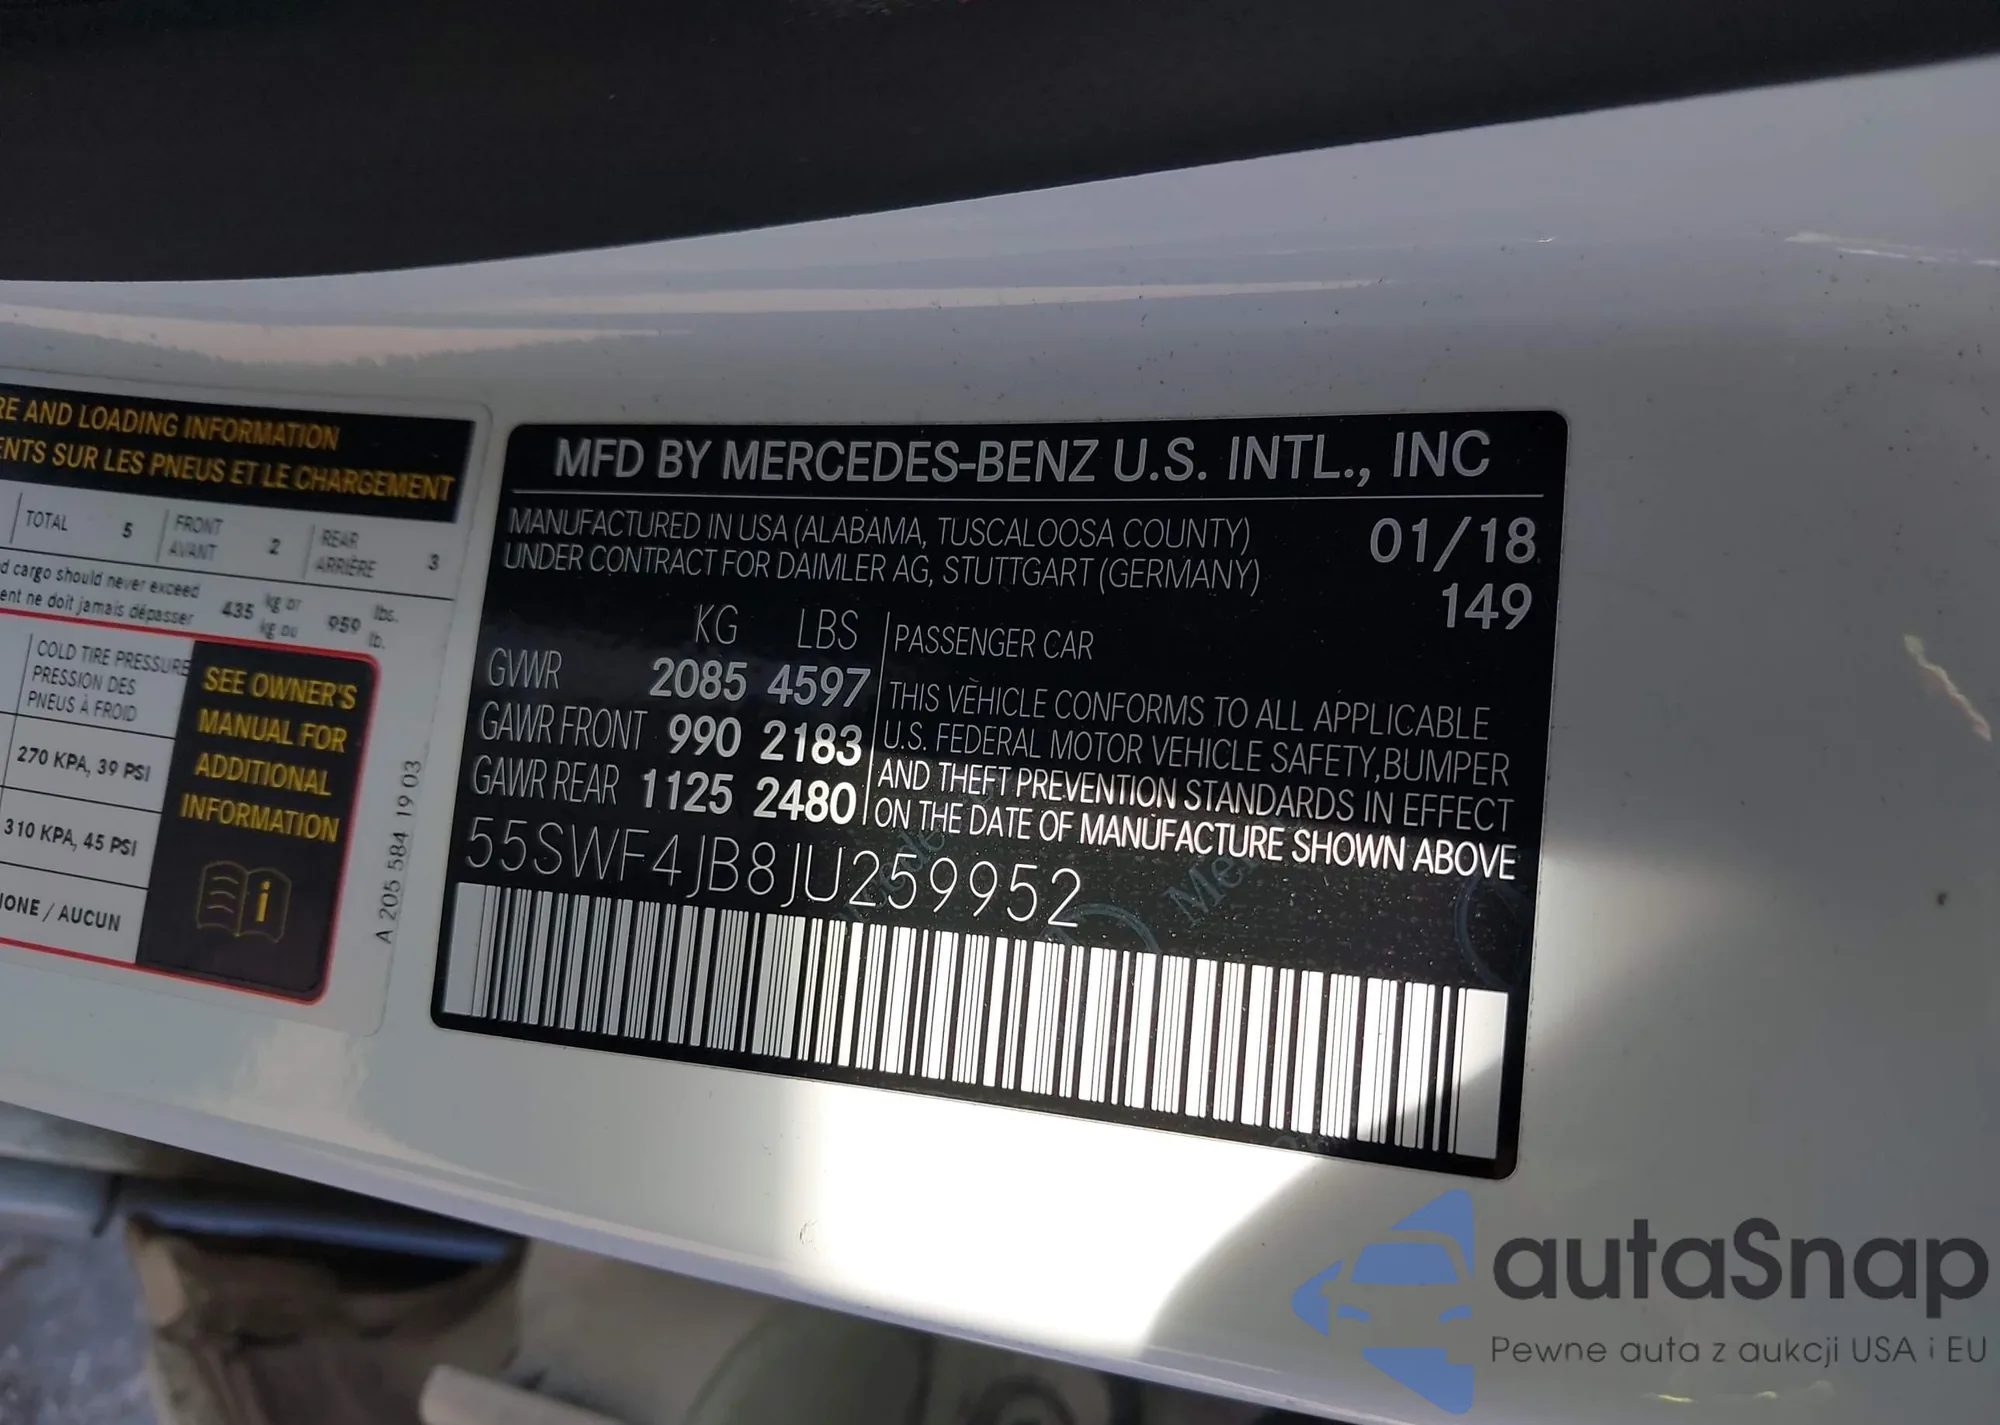 RE AND LOADING INFORMATION
ENTS SUR LES PNEUS ET LE CHARGEMENT
TOTAL 5 FRONT AVANT 2 REAR ARRIÈRE 3
d cargo should never exceed
ent ne doit jamais dépasser 435 kg or kg ou 959 lbs. lb.
COLD TIRE PRESSURE
PRESSION DES
PNEUS À FROID
270 KPA, 39 PSI
310 KPA, 45 PSI
IONE / AUCUN
SEE OWNER'S
MANUAL FOR
ADDITIONAL
INFORMATION
i
A 205 584 19 03
MFD BY MERCEDES-BENZ U.S. INTL., INC
MANUFACTURED IN USA (ALABAMA, TUSCALOOSA COUNTY) 01/18
UNDER CONTRACT FOR DAIMLER AG, STUTTGART (GERMANY) 149
KG LBS
GVWR 2085 4597
GAWR FRONT 990 2183
GAWR REAR 1125 2480
PASSENGER CAR
THIS VEHICLE CONFORMS TO ALL APPLICABLE
U.S. FEDERAL MOTOR VEHICLE SAFETY,BUMPER
AND THEFT PREVENTION STANDARDS IN EFFECT
ON THE DATE OF MANUFACTURE SHOWN ABOVE
55SWF4JB8JU259952
autaSnap
Pewne auta z aukcji USA i EU